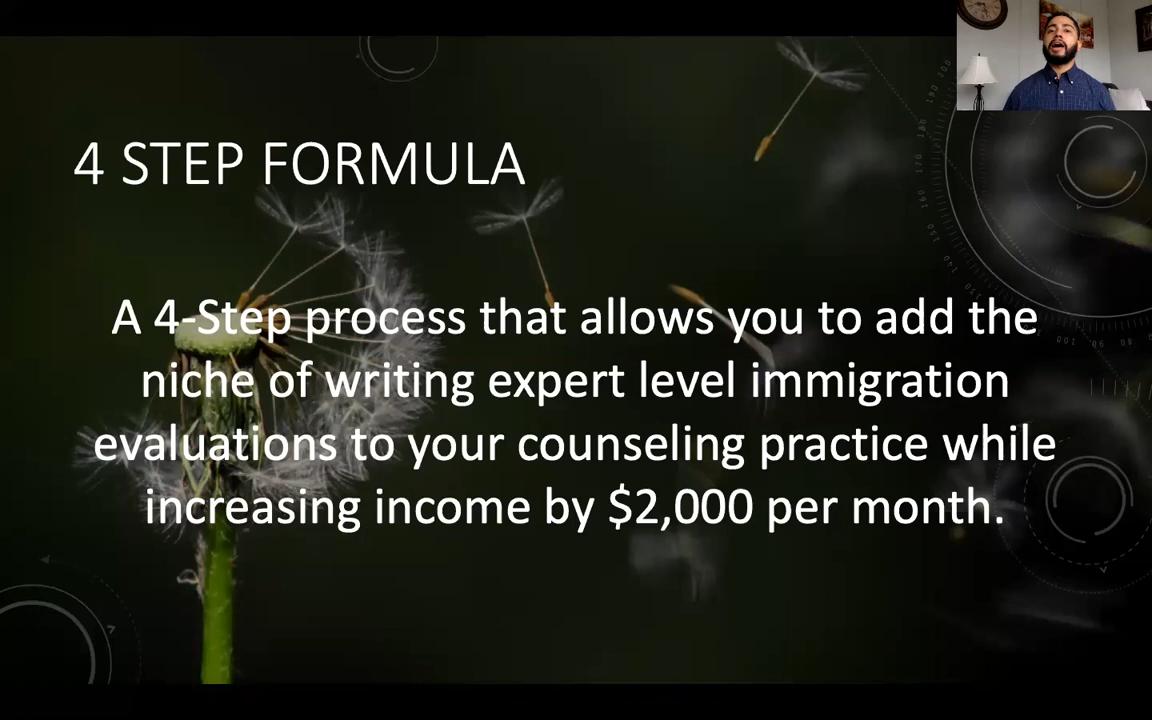 4 STEP FORMULA
A 4-Step process that allows you to add the
niche of writing expert level immigration
evaluations to your counseling practice while
increasing income by $2,000 per month.